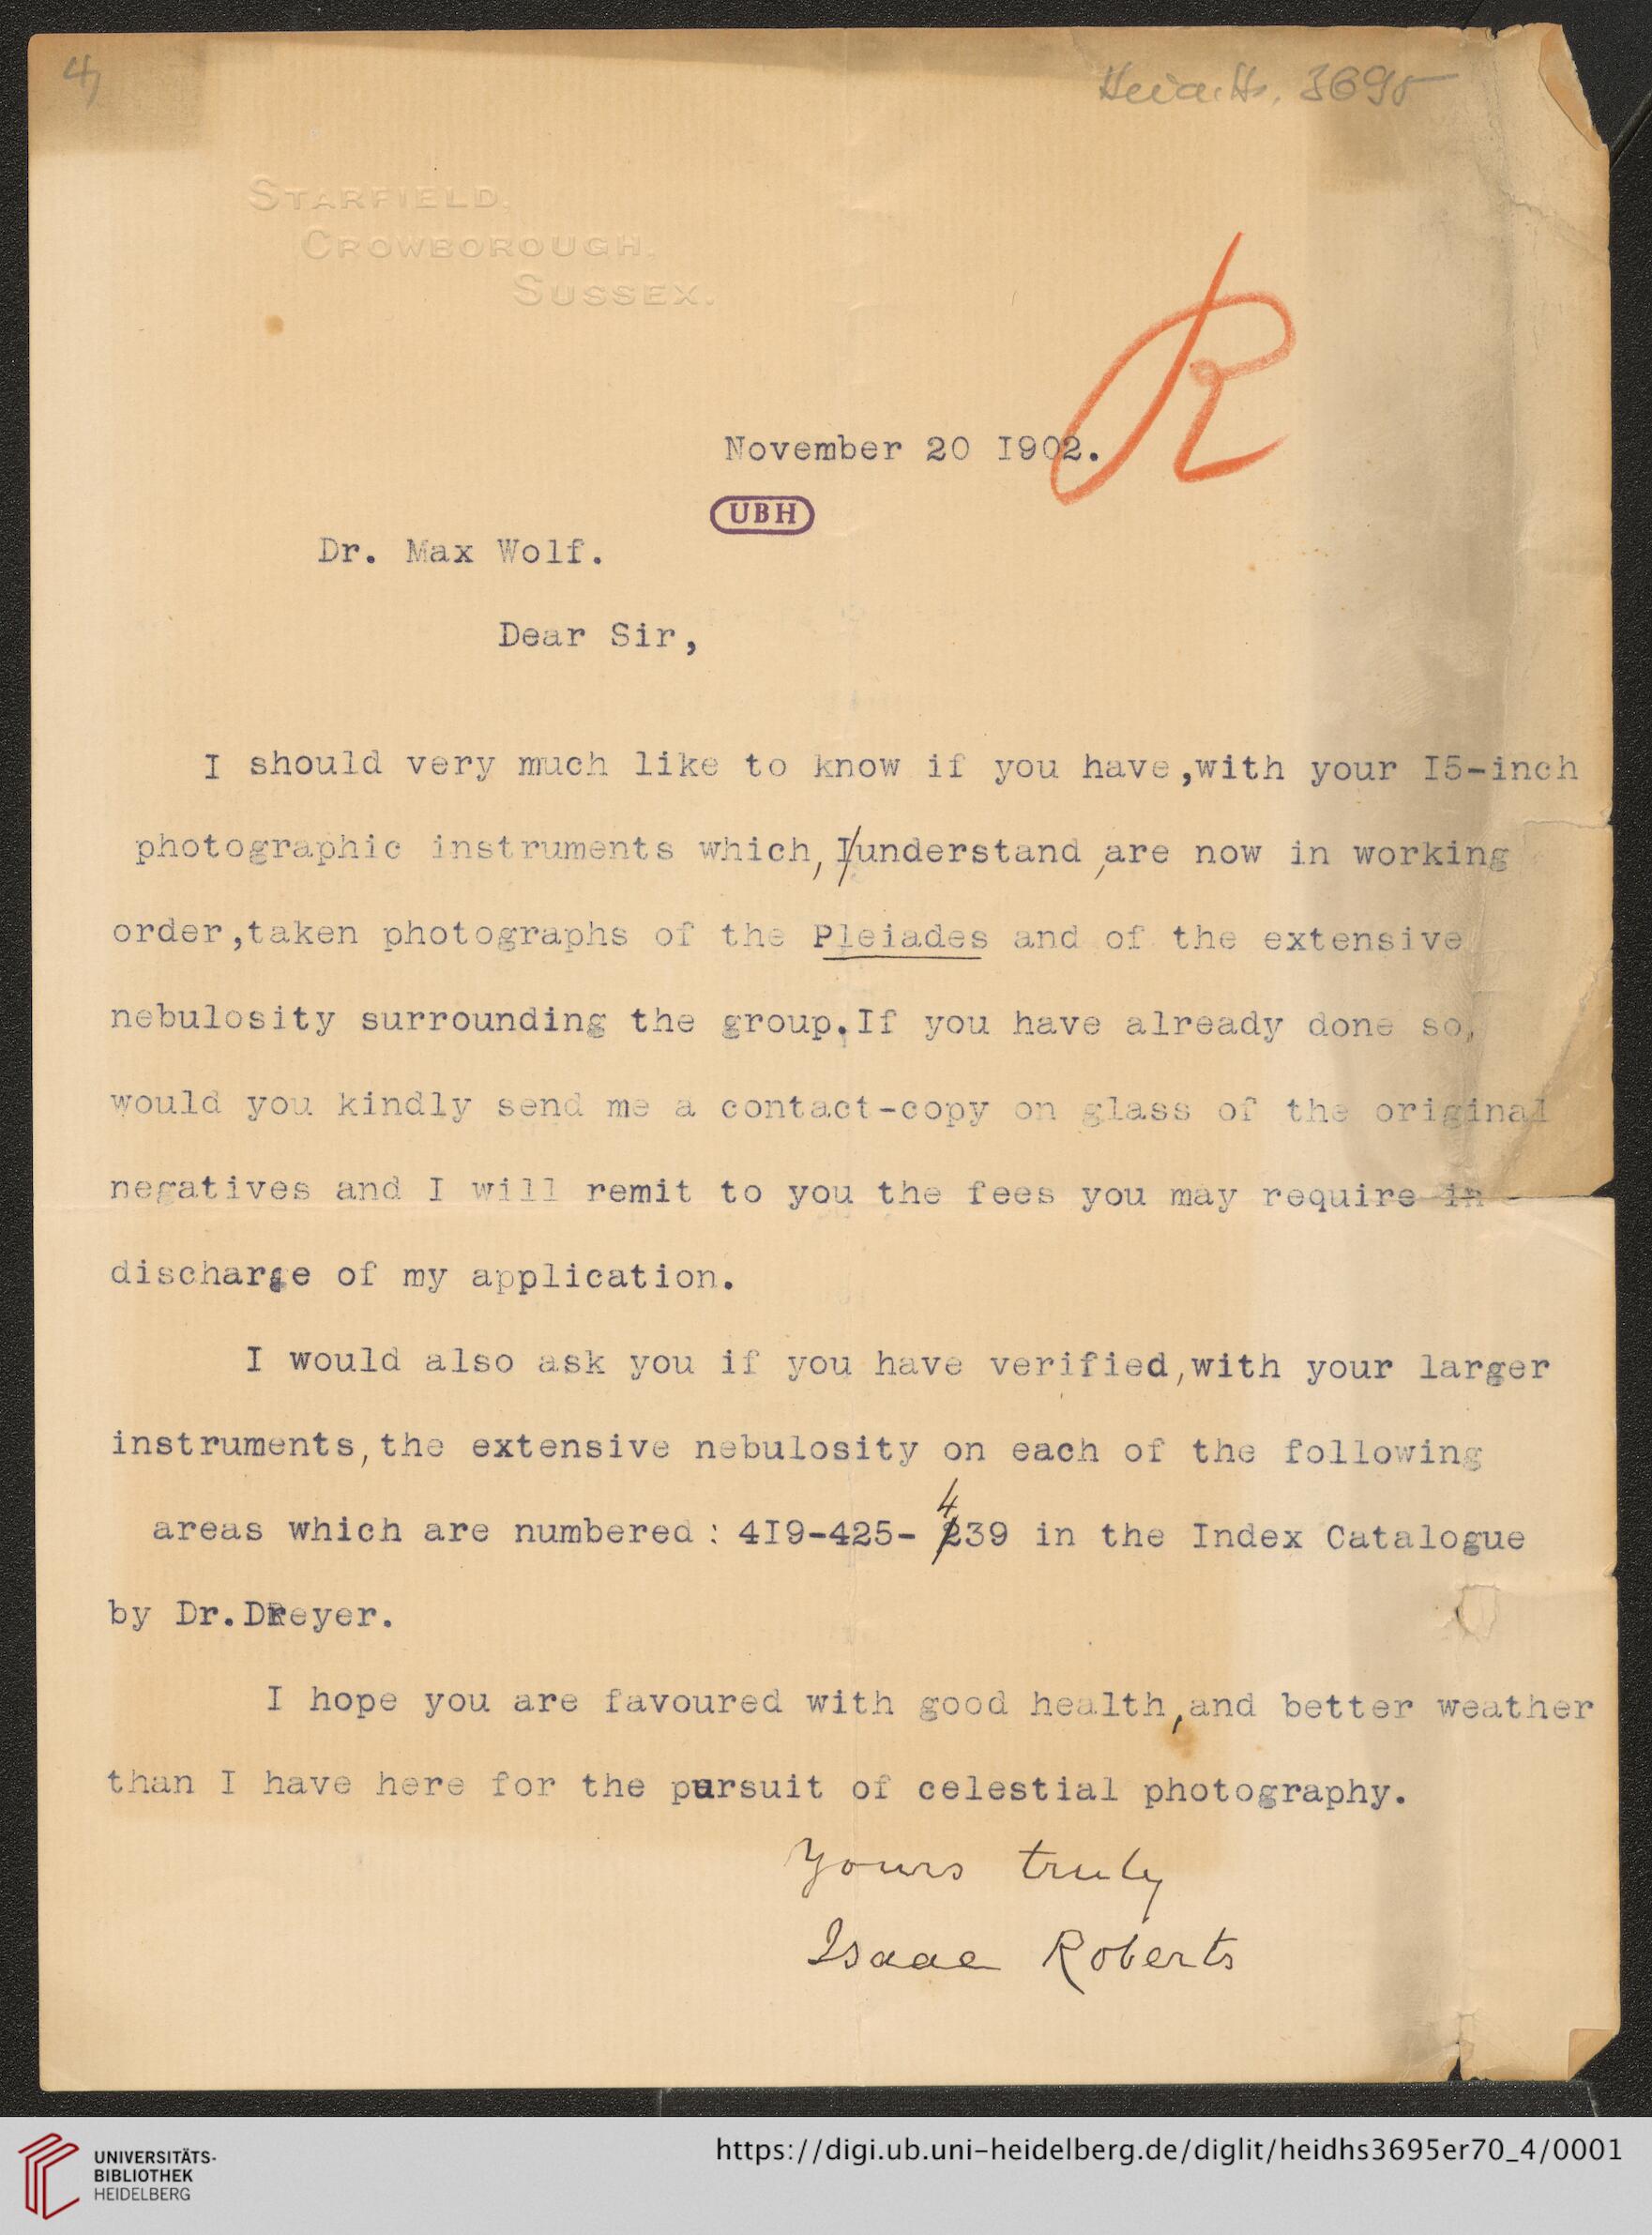 4)
Heid. Hs. 3695
STARFIELD,
CROWBOROUGH,
SUSSEX.
R
November 20 I902.
UBH
Dr. Max Wolf.
Dear Sir,
I should very much like to know if you have,with your I5-inch
photographic instruments which, I/understand ,are now in working
order,taken photographs of the Pleiades and of the extensive
nebulosity surrounding the group.If you have already done so,
would you kindly send me a contact-copy on glass of the original
negatives and I will remit to you the fees you may require in
discharge of my application.
I would also ask you if you have verified,with your larger
instruments,the extensive nebulosity on each of the following
4
areas which are numbered: 4I9-425- 239 in the Index Catalogue
by Dr.Dreyer.
I hope you are favoured with good health,and better weather
than I have here for the pursuit of celestial photography.
Yours truly
Isaac Roberts
UNIVERSITÄTS-
BIBLIOTHEK
HEIDELBERG
https://digi.ub.uni-heidelberg.de/diglit/heidhs3695er70_4/0001